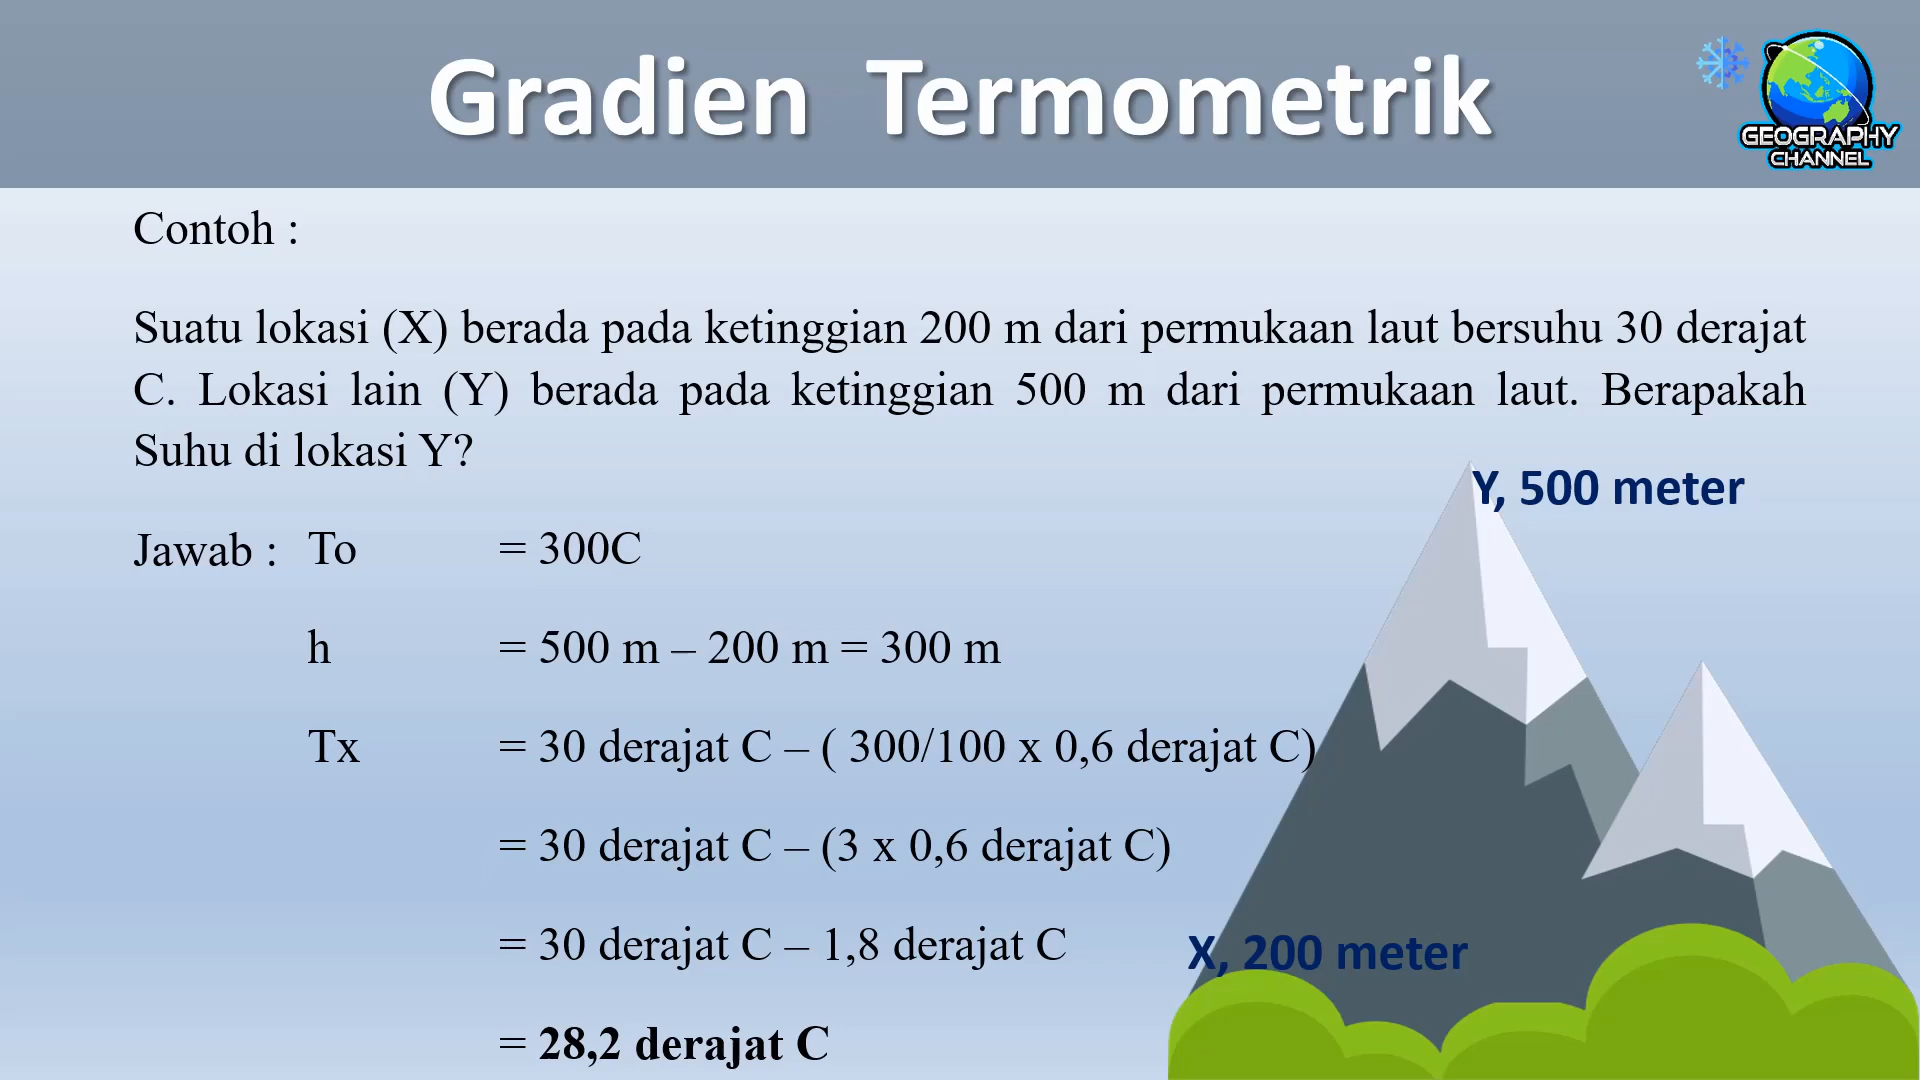 Gradien Termometrik
GEOGRAPHY
CHANNEL
Contoh :
Suatu lokasi (X) berada pada ketinggian 200 m dari permukaan laut bersuhu 30 derajat
C. Lokasi lain (Y) berada pada ketinggian 500 m dari permukaan laut. Berapakah
Suhu di lokasi Y?
Y, 500 meter
Jawab : To = 300C
h = 500 m – 200 m = 300 m
Tx = 30 derajat C – ( 300/100 x 0,6 derajat C)
= 30 derajat C – (3 x 0,6 derajat C)
= 30 derajat C – 1,8 derajat C
X, 200 meter
= 28,2 derajat C